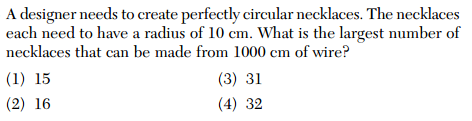 A designer needs to create perfectly circular necklaces. The necklaces
each need to have a radius of 10 cm. What is the largest number of
necklaces that can be made from 1000 cm of wire?
(1) 15 (3) 31
(2) 16 (4) 32